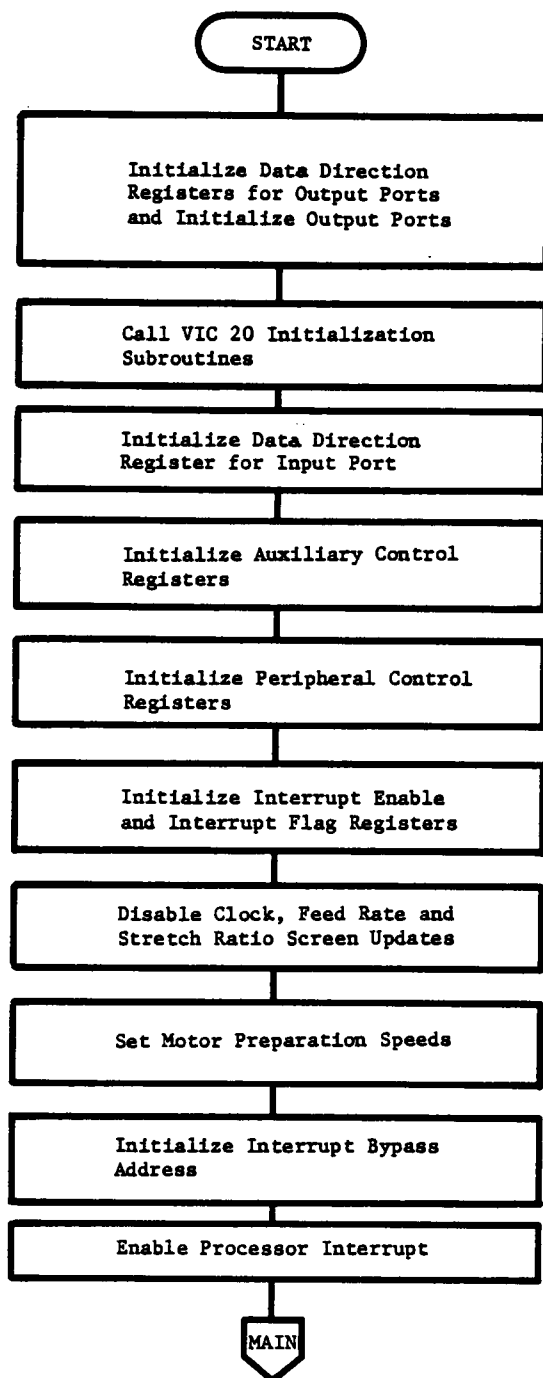 START
Initialize Data Direction
Registers for Output Ports
and Initialize Output Ports
Call VIC 20 Initialization
Subroutines
Initialize Data Direction
Register for Input Port
Initialize Auxiliary Control
Registers
Initialize Peripheral Control
Registers
Initialize Interrupt Enable
and Interrupt Flag Registers
Disable Clock, Feed Rate and
Stretch Ratio Screen Updates
Set Motor Preparation Speeds
Initialize Interrupt Bypass
Address
Enable Processor Interrupt
MAIN